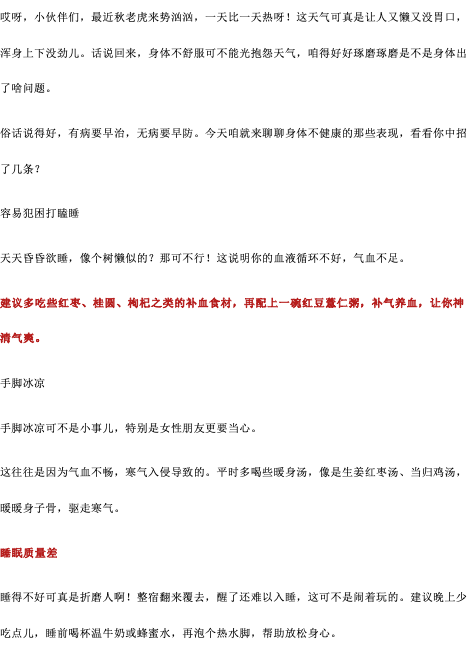 哎呀，小伙伴们，最近秋老虎来势汹汹，一天比一天热呀！这天气可真是让人又懒又没胃口，
浑身上下没劲儿。话说回来，身体不舒服可不能光抱怨天气，咱得好好琢磨琢磨是不是身体出
了啥问题。
俗话说得好，有病要早治，无病要早防。今天咱就来聊聊身体不健康的那些表现，看看你中招
了几条？
容易犯困打瞌睡
天天昏昏欲睡，像个树懒似的？那可不行！这说明你的血液循环不好，气血不足。
建议多吃些红枣、桂圆、枸杞之类的补血食材，再配上一碗红豆薏仁粥，补气养血，让你神
清气爽。
手脚冰凉
手脚冰凉可不是小事儿，特别是女性朋友更要当心。
这往往是因为气血不畅，寒气入侵导致的。平时多喝些暖身汤，像是生姜红枣汤、当归鸡汤，
暖暖身子骨，驱走寒气。
睡眠质量差
睡得不好可真是折磨人啊！整宿翻来覆去，醒了还难以入睡，这可不是闹着玩的。建议晚上少
吃点儿，睡前喝杯温牛奶或蜂蜜水，再泡个热水脚，帮助放松身心。